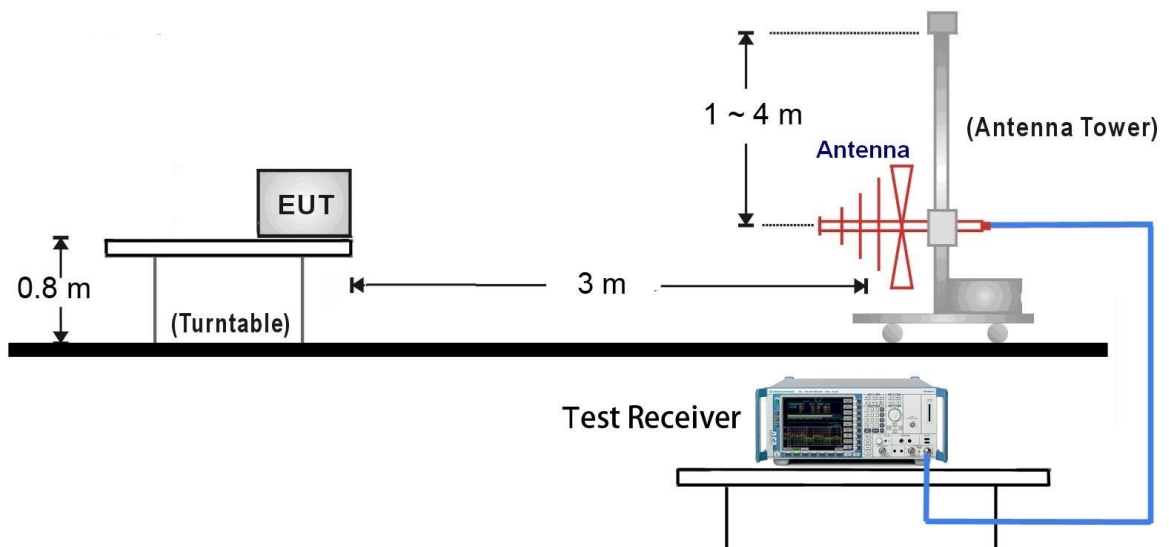 1 ~ 4 m
(Antenna Tower)
Antenna
EUT
0.8 m
3 m
(Turntable)
Test Receiver